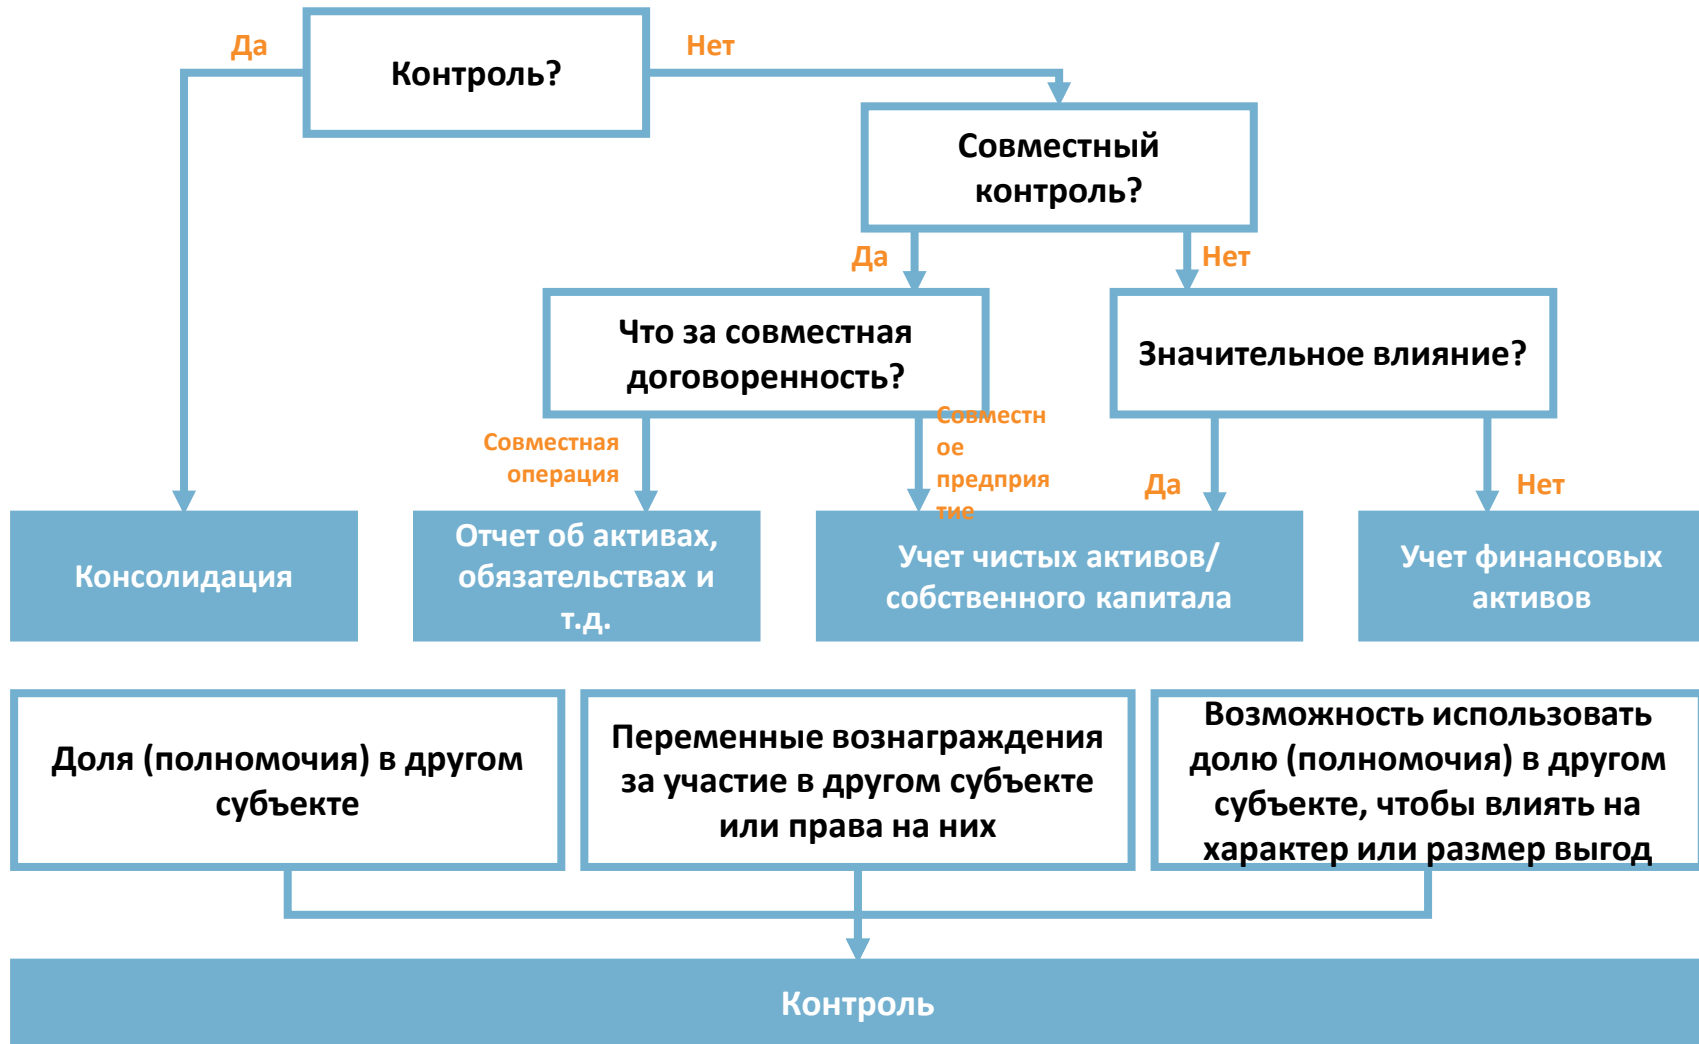 Да
Нет
Контроль?
Совместный
контроль?
Да
Нет
Что за совместная
договоренность?
Значительное влияние?
Совместная
операция
Совместн
ое
предприя
тие
Да
Нет
Консолидация
Отчет об активах,
обязательствах и
т.д.
Учет чистых активов/
собственного капитала
Учет финансовых
активов
Доля (полномочия) в другом
субъекте
Переменные вознаграждения
за участие в другом субъекте
или права на них
Возможность использовать
долю (полномочия) в другом
субъекте, чтобы влиять на
характер или размер выгод
Контроль